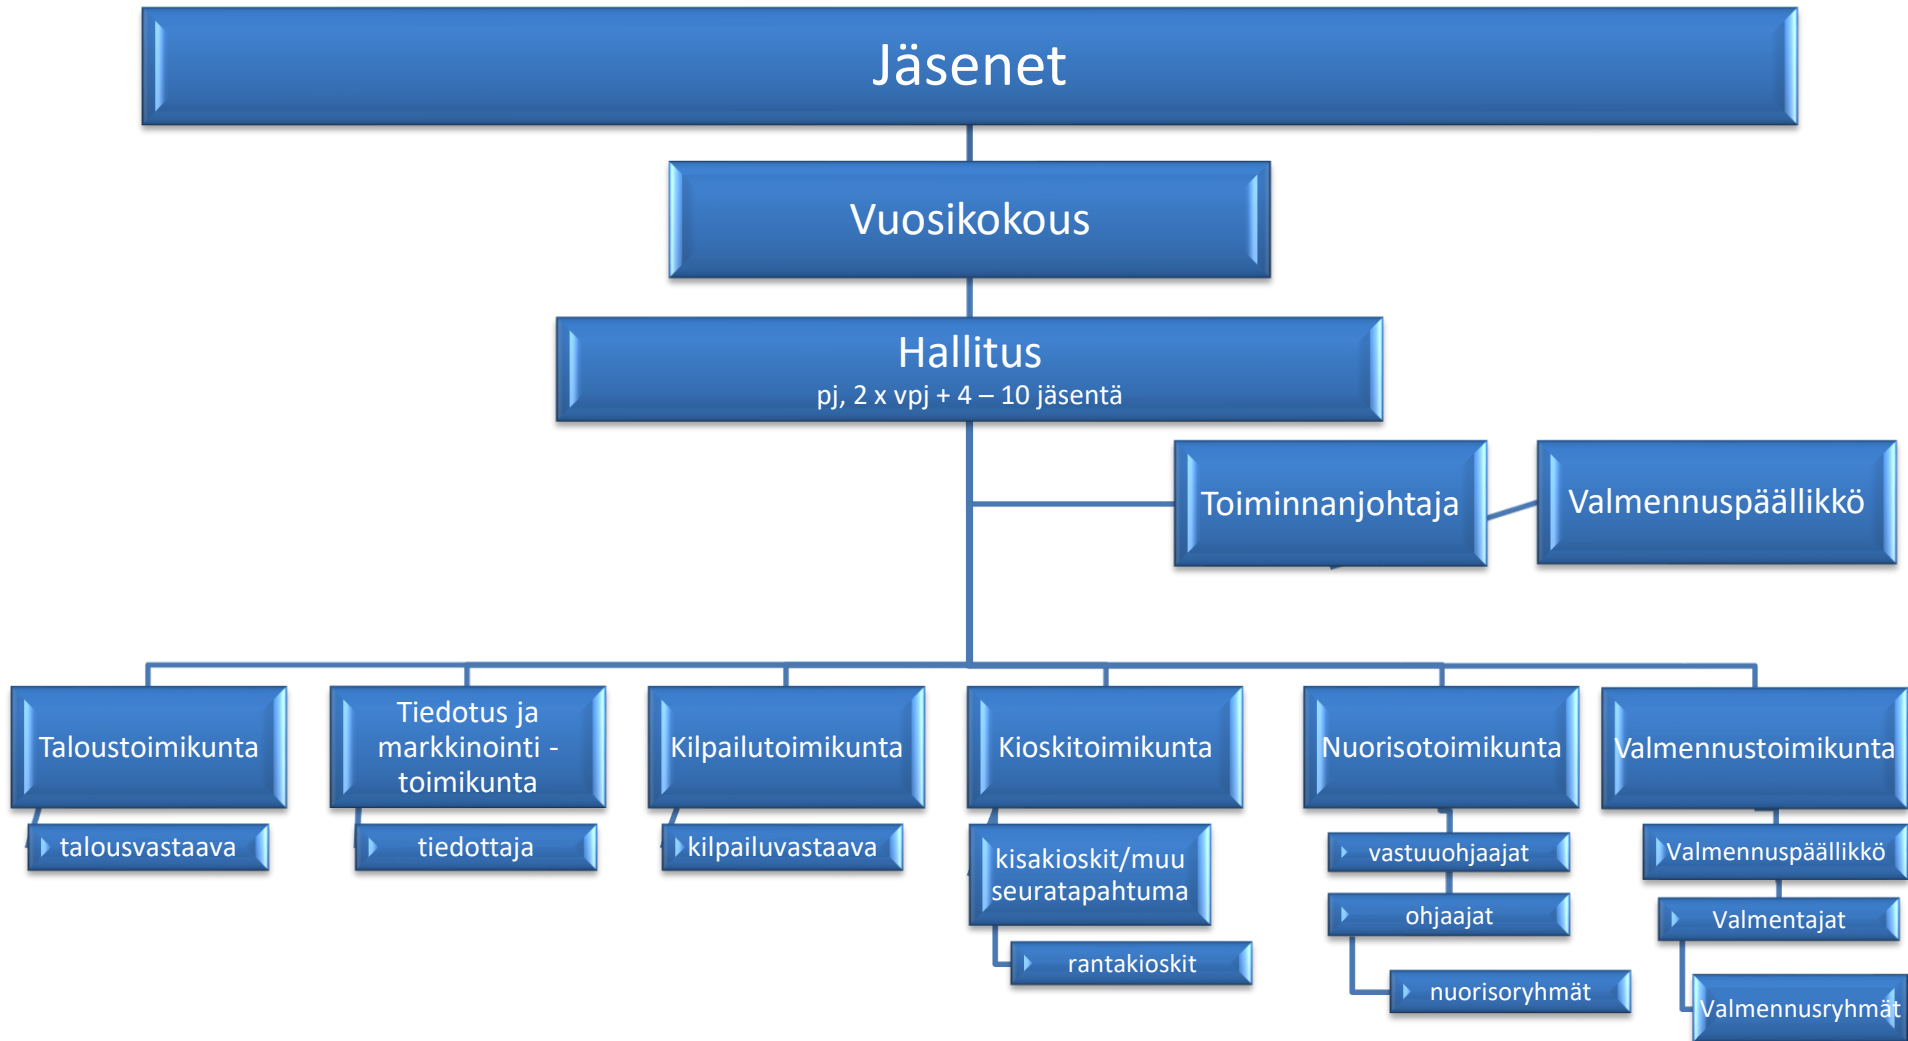 Jäsenet
Vuosikokous
Hallitus
pj, 2 x vpj + 4 – 10 jäsentä
Toiminnanjohtaja
Valmennuspäällikkö
Taloustoimikunta
talousvastaava
Tiedotus ja
markkinointi -
toimikunta
tiedottaja
Kilpailutoimikunta
kilpailuvastaava
Kioskitoimikunta
kisakioskit/muu
seuratapahtuma
rantakioskit
Nuorisotoimikunta
vastuuohjaajat
ohjaajat
nuorisoryhmät
Valmennustoimikunta
Valmennuspäällikkö
Valmentajat
Valmennusryhmät